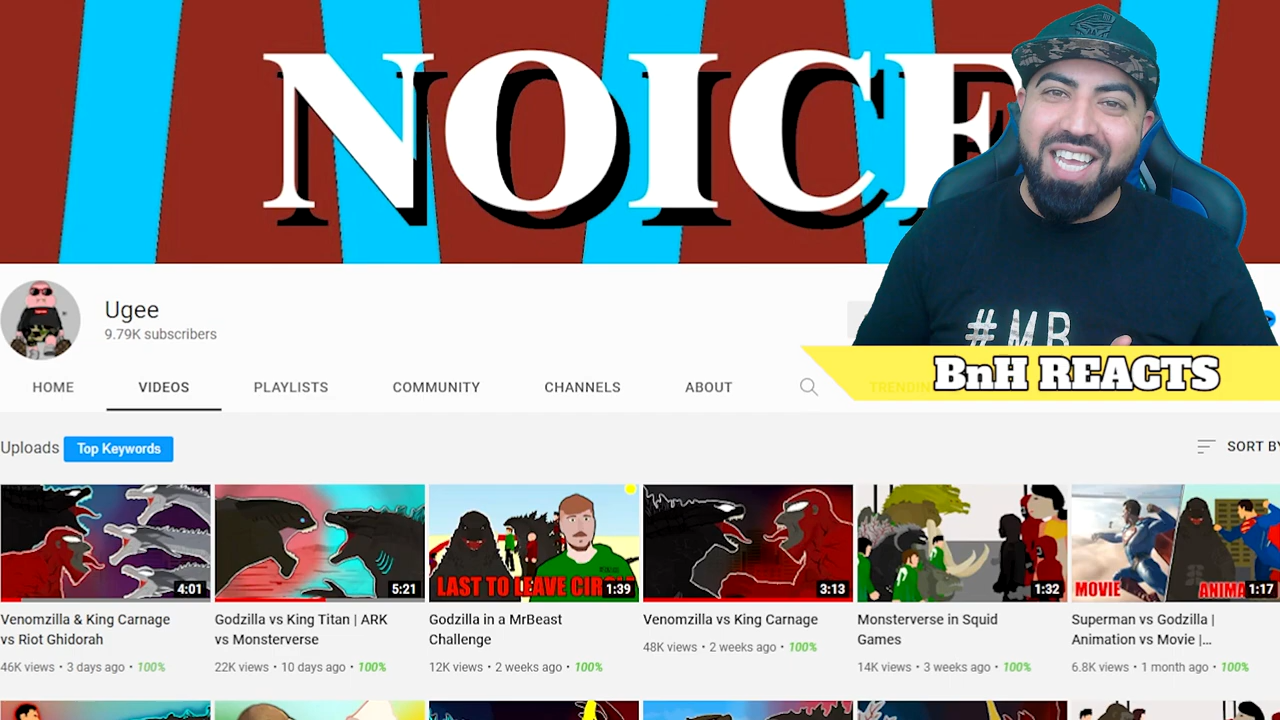 NOICE
Ugee
9.79K subscribers
#MB
BnH REACTS
HOME VIDEOS PLAYLISTS COMMUNITY CHANNELS ABOUT TRENDIN
Uploads Top Keywords SORT BY
LAST TO LEAVE CIRCLE
MOVIE ANIMA
4:01 5:21 1:39 3:13 1:32 1:17
Venomzilla & King Carnage
vs Riot Ghidorah
46K views • 3 days ago • 100%
Godzilla vs King Titan | ARK
vs Monsterverse
22K views • 10 days ago • 100%
Godzilla in a MrBeast
Challenge
12K views • 2 weeks ago • 100%
Venomzilla vs King Carnage
48K views • 2 weeks ago • 100%
Monsterverse in Squid
Games
14K views • 3 weeks ago • 100%
Superman vs Godzilla |
Animation vs Movie |...
6.8K views • 1 month ago • 100%